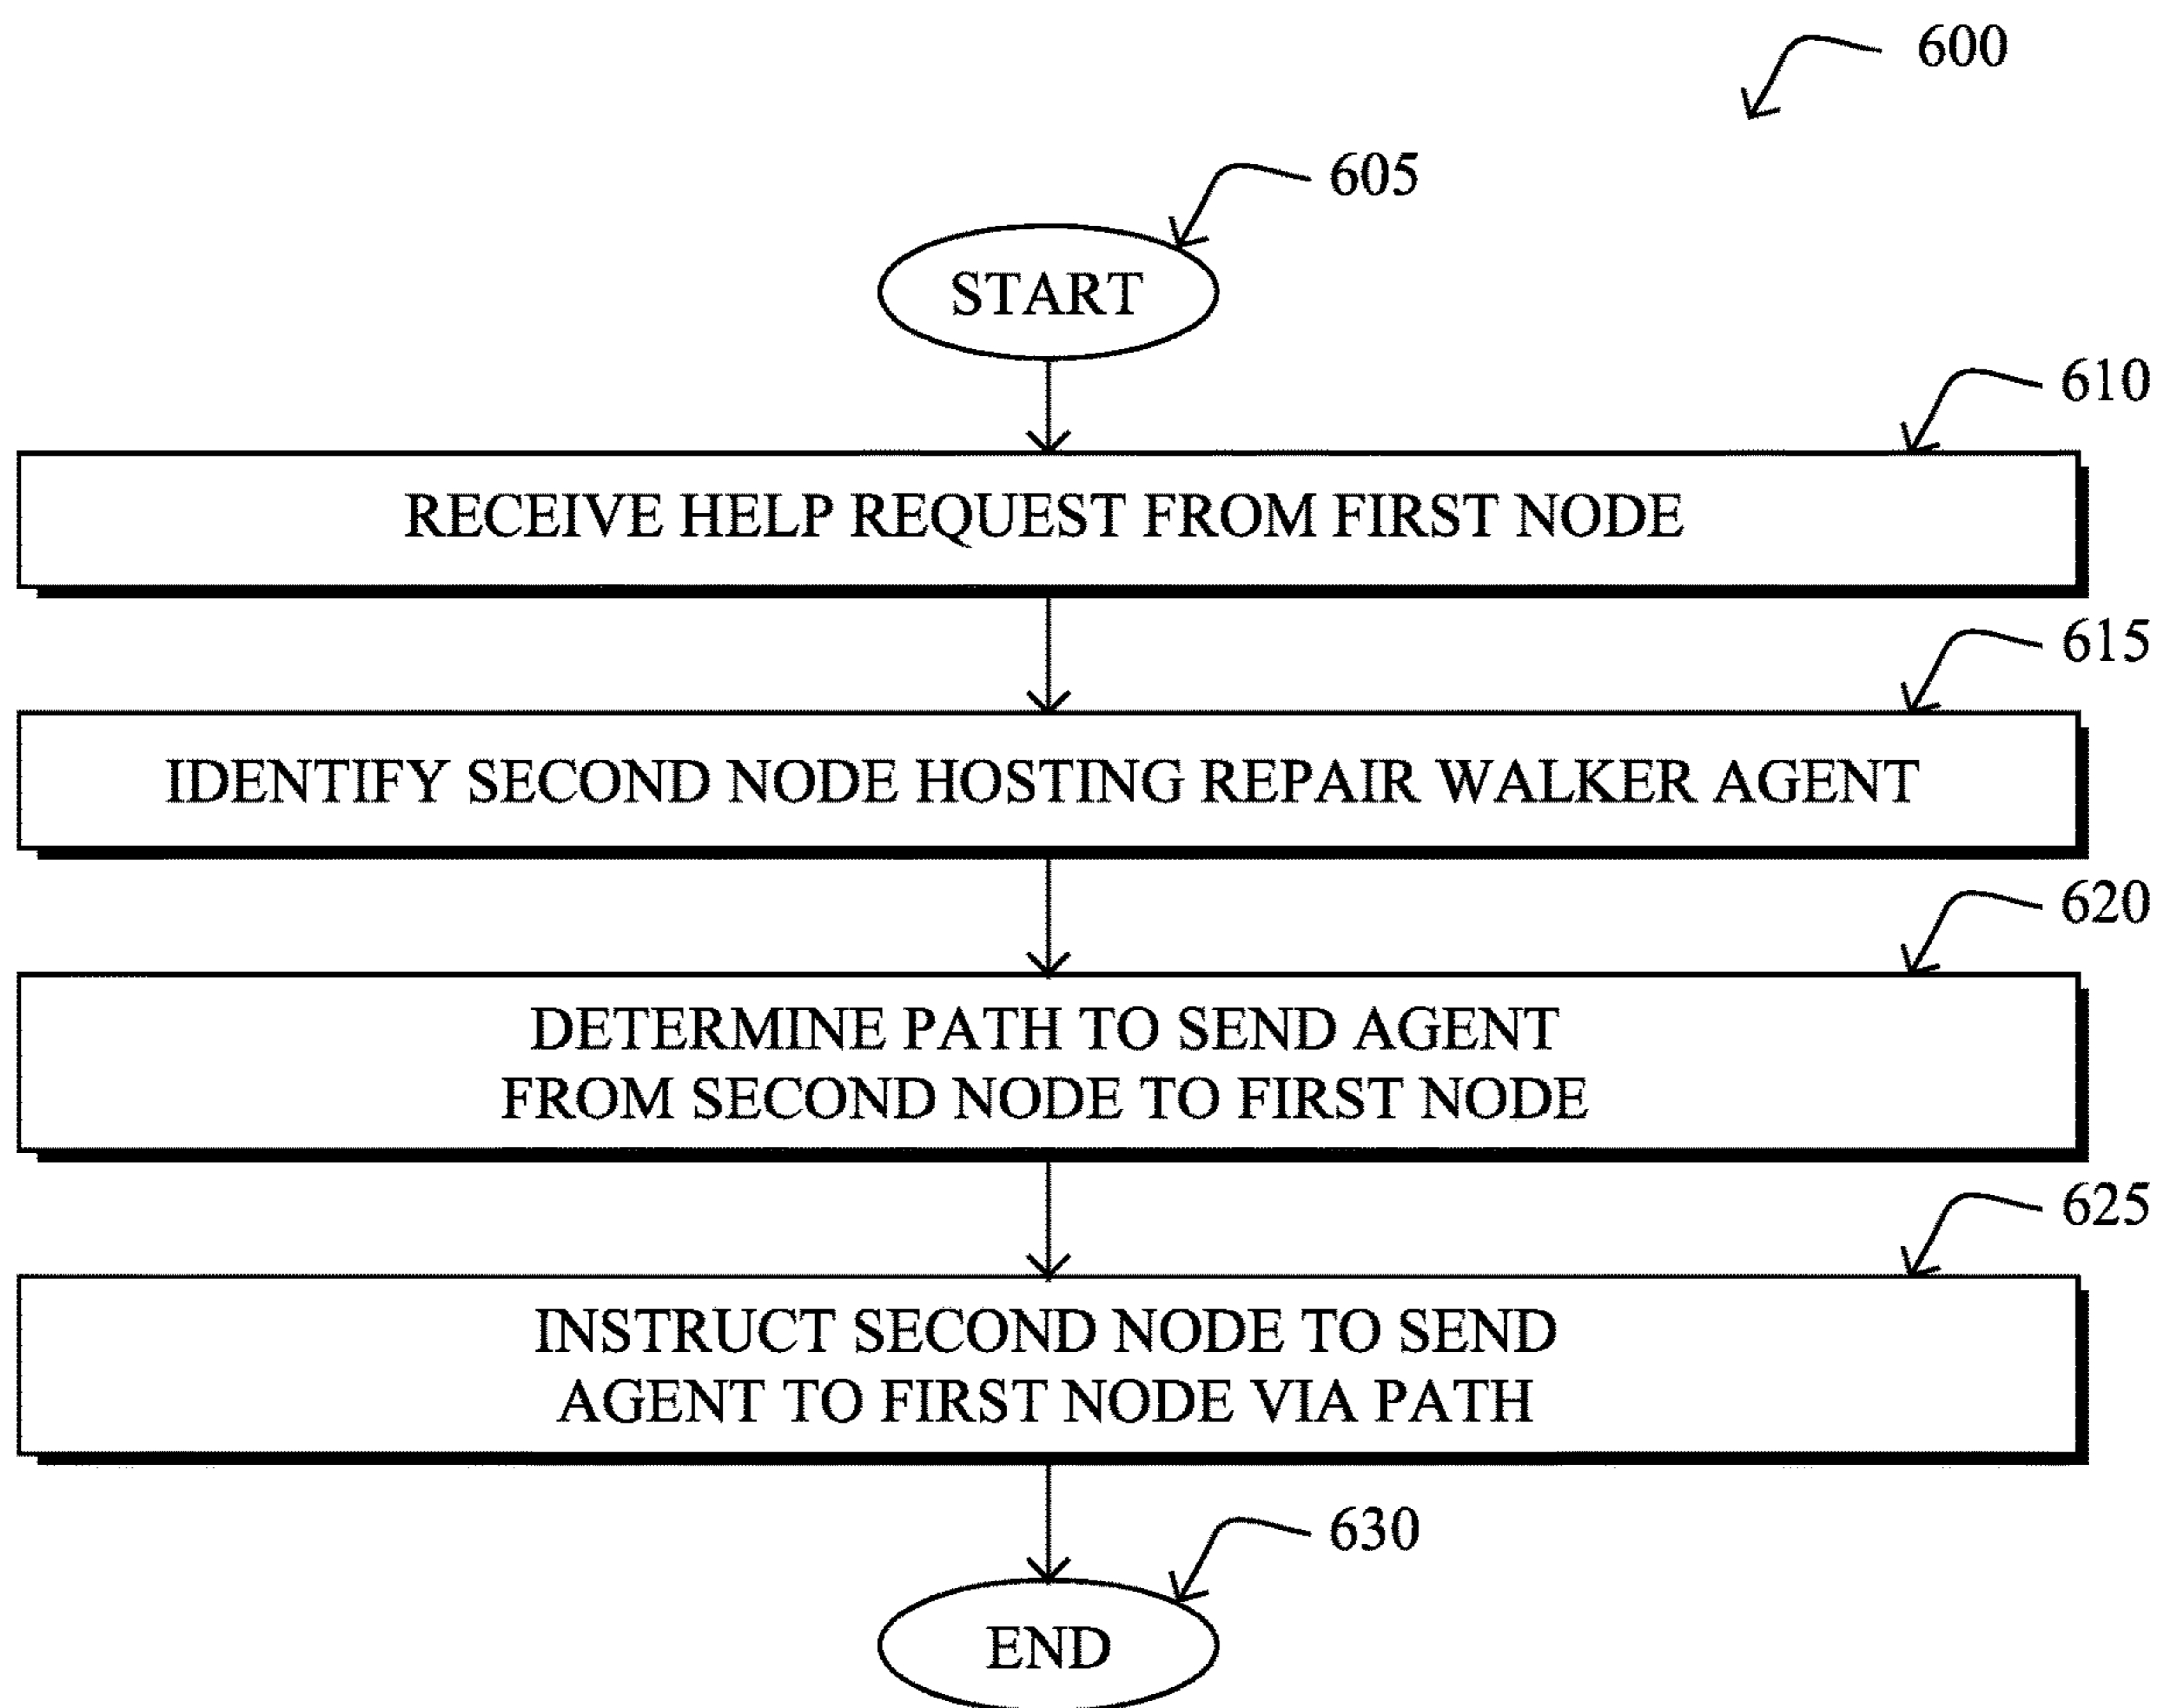 600
605
START
610
RECEIVE HELP REQUEST FROM FIRST NODE
615
IDENTIFY SECOND NODE HOSTING REPAIR WALKER AGENT
620
DETERMINE PATH TO SEND AGENT
FROM SECOND NODE TO FIRST NODE
625
INSTRUCT SECOND NODE TO SEND
AGENT TO FIRST NODE VIA PATH
630
END